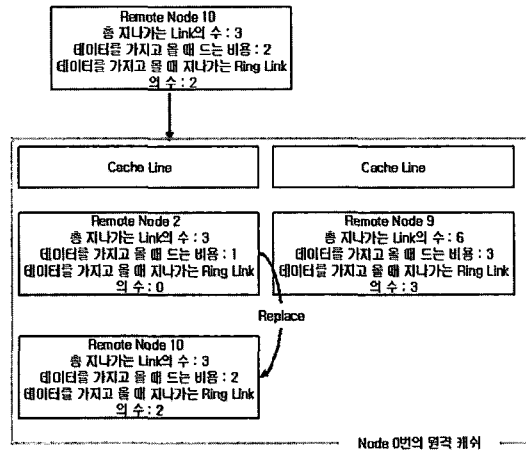 Remote Node 10
총 지나가는 Link의 수 : 3
데이터를 가지고 올 때 드는 비용 : 2
데이터를 가지고 올 때 지나가는 Ring Link
의 수 : 2
Cache Line
Cache Line
Remote Node 2
총 지나가는 Link의 수 : 3
데이터를 가지고 올 때 드는 비용 : 1
데이터를 가지고 올 때 지나가는 Ring Link
의 수 : 0
Remote Node 9
총 지나가는 Link의 수 : 6
데이터를 가지고 올 때 드는 비용 : 3
데이터를 가지고 올 때 지나가는 Ring Link
의 수 : 3
Replace
Remote Node 10
총 지나가는 Link의 수 : 3
데이터를 가지고 올 때 드는 비용 : 2
데이터를 가지고 올 때 지나가는 Ring Link
의 수 : 2
Node 0번의 원격 캐쉬